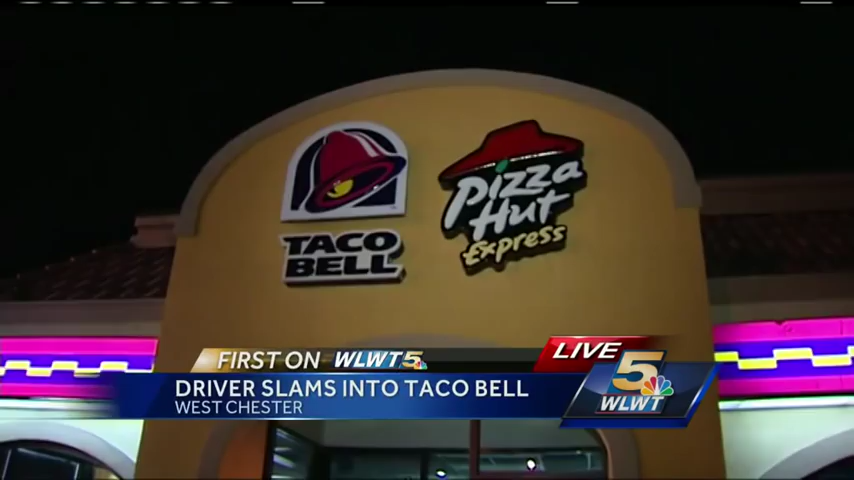 TACO
BELL
Pizza
Hut
Express
FIRST ON WLWT5
LIVE
DRIVER SLAMS INTO TACO BELL
WEST CHESTER
5
WLWT